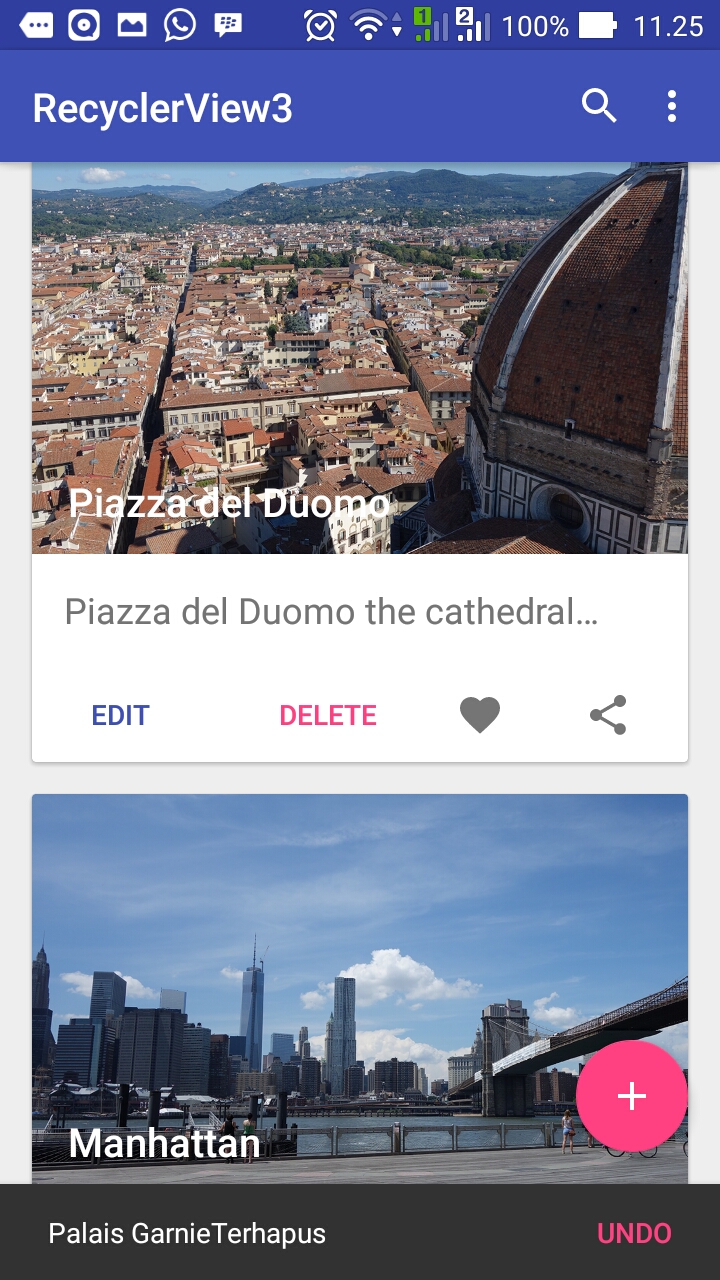 1 2 100% 11.25
RecyclerView3
Piazza del Duomo
Piazza del Duomo the cathedral...
EDIT DELETE
Manhattan
Palais GarnieTerhapus UNDO